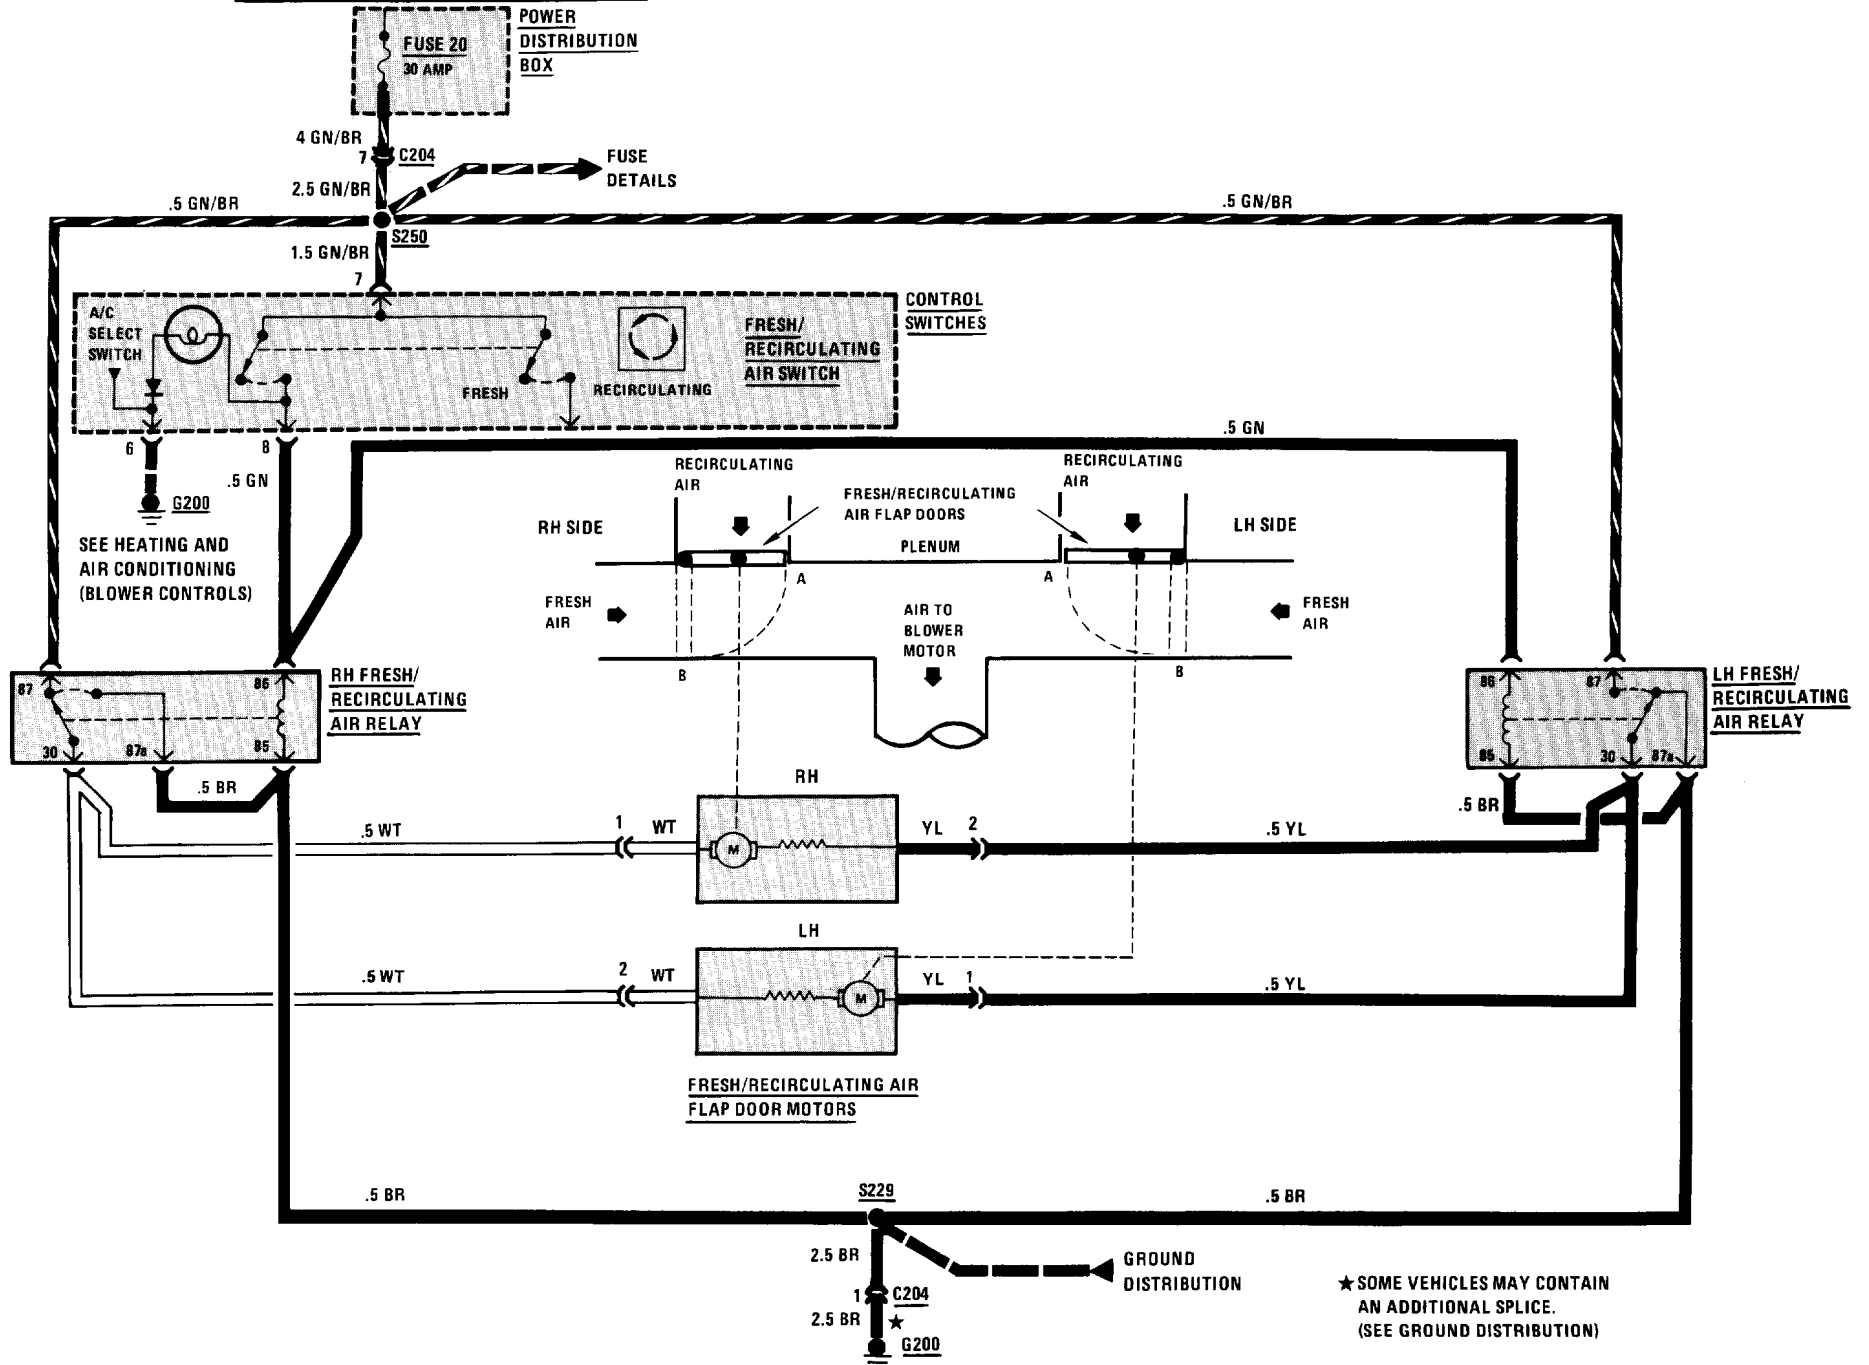 POWER
DISTRIBUTION
BOX
FUSE 20
30 AMP
4 GN/BR
7
C204
FUSE
DETAILS
2.5 GN/BR
.5 GN/BR
.5 GN/BR
S250
1.5 GN/BR
7
CONTROL
SWITCHES
A/C
SELECT
SWITCH
FRESH/
RECIRCULATING
AIR SWITCH
FRESH
RECIRCULATING
6
8
.5 GN
.5 GN
G200
SEE HEATING AND
AIR CONDITIONING
(BLOWER CONTROLS)
RECIRCULATING
AIR
RECIRCULATING
AIR
FRESH/RECIRCULATING
AIR FLAP DOORS
RH SIDE
LH SIDE
PLENUM
A
A
FRESH
AIR
AIR TO
BLOWER
MOTOR
FRESH
AIR
B
B
RH FRESH/
RECIRCULATING
AIR RELAY
87
86
30
87a
85
LH FRESH/
RECIRCULATING
AIR RELAY
86
87
85
30
87a
.5 BR
.5 BR
RH
.5 WT
1
WT
M
YL
2
.5 YL
LH
.5 WT
2
WT
M
YL
1
.5 YL
FRESH/RECIRCULATING AIR
FLAP DOOR MOTORS
.5 BR
S229
.5 BR
2.5 BR
GROUND
DISTRIBUTION
1
C204
2.5 BR
★
G200
★SOME VEHICLES MAY CONTAIN
AN ADDITIONAL SPLICE.
(SEE GROUND DISTRIBUTION)